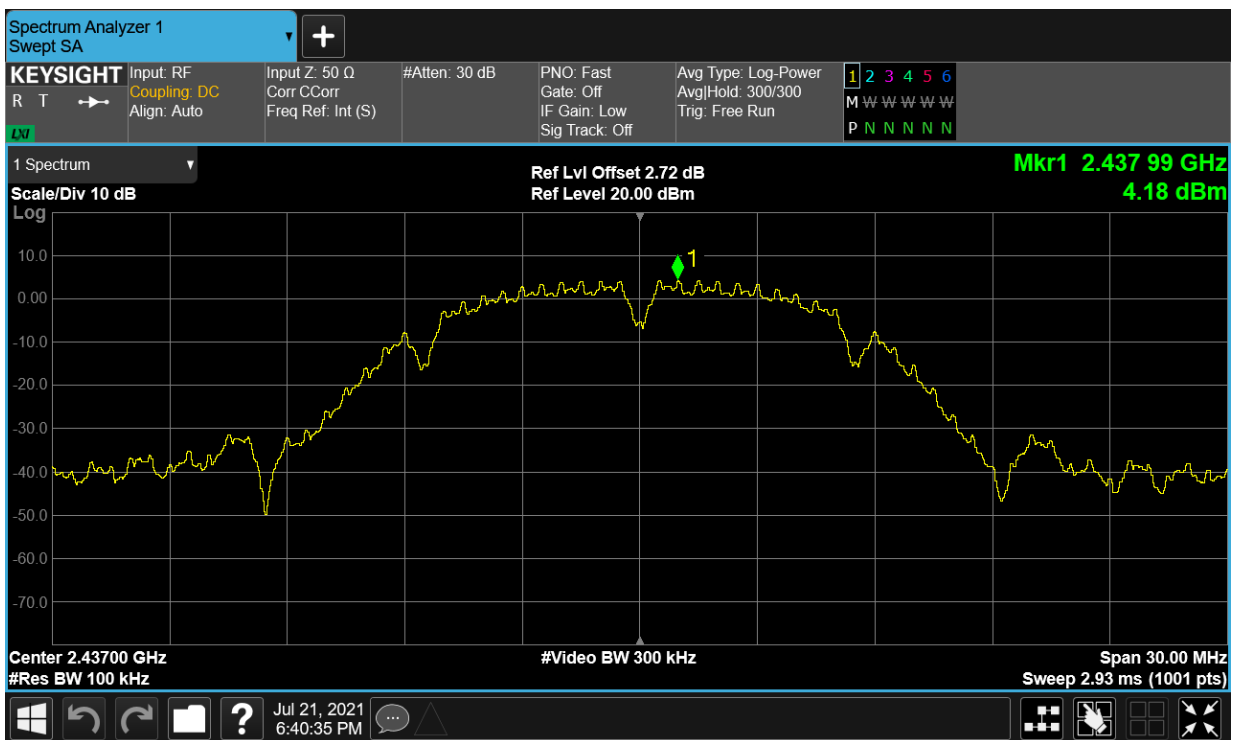 Spectrum Analyzer 1
Swept SA
KEYSIGHT
R T
LXI
Input: RF
Coupling: DC
Align: Auto
Input Z: 50 Ω
Corr CCorr
Freq Ref: Int (S)
#Atten: 30 dB
PNO: Fast
Gate: Off
IF Gain: Low
Sig Track: Off
Avg Type: Log-Power
Avg|Hold: 300/300
Trig: Free Run
1 2 3 4 5 6
M W W W W W
P N N N N N
1 Spectrum
Scale/Div 10 dB
Ref Lvl Offset 2.72 dB
Ref Level 20.00 dBm
Mkr1 2.437 99 GHz
4.18 dBm
Log
1
10.0
0.00
-10.0
-20.0
-30.0
-40.0
-50.0
-60.0
-70.0
Center 2.43700 GHz
#Res BW 100 kHz
#Video BW 300 kHz
Span 30.00 MHz
Sweep 2.93 ms (1001 pts)
?
Jul 21, 2021
6:40:35 PM